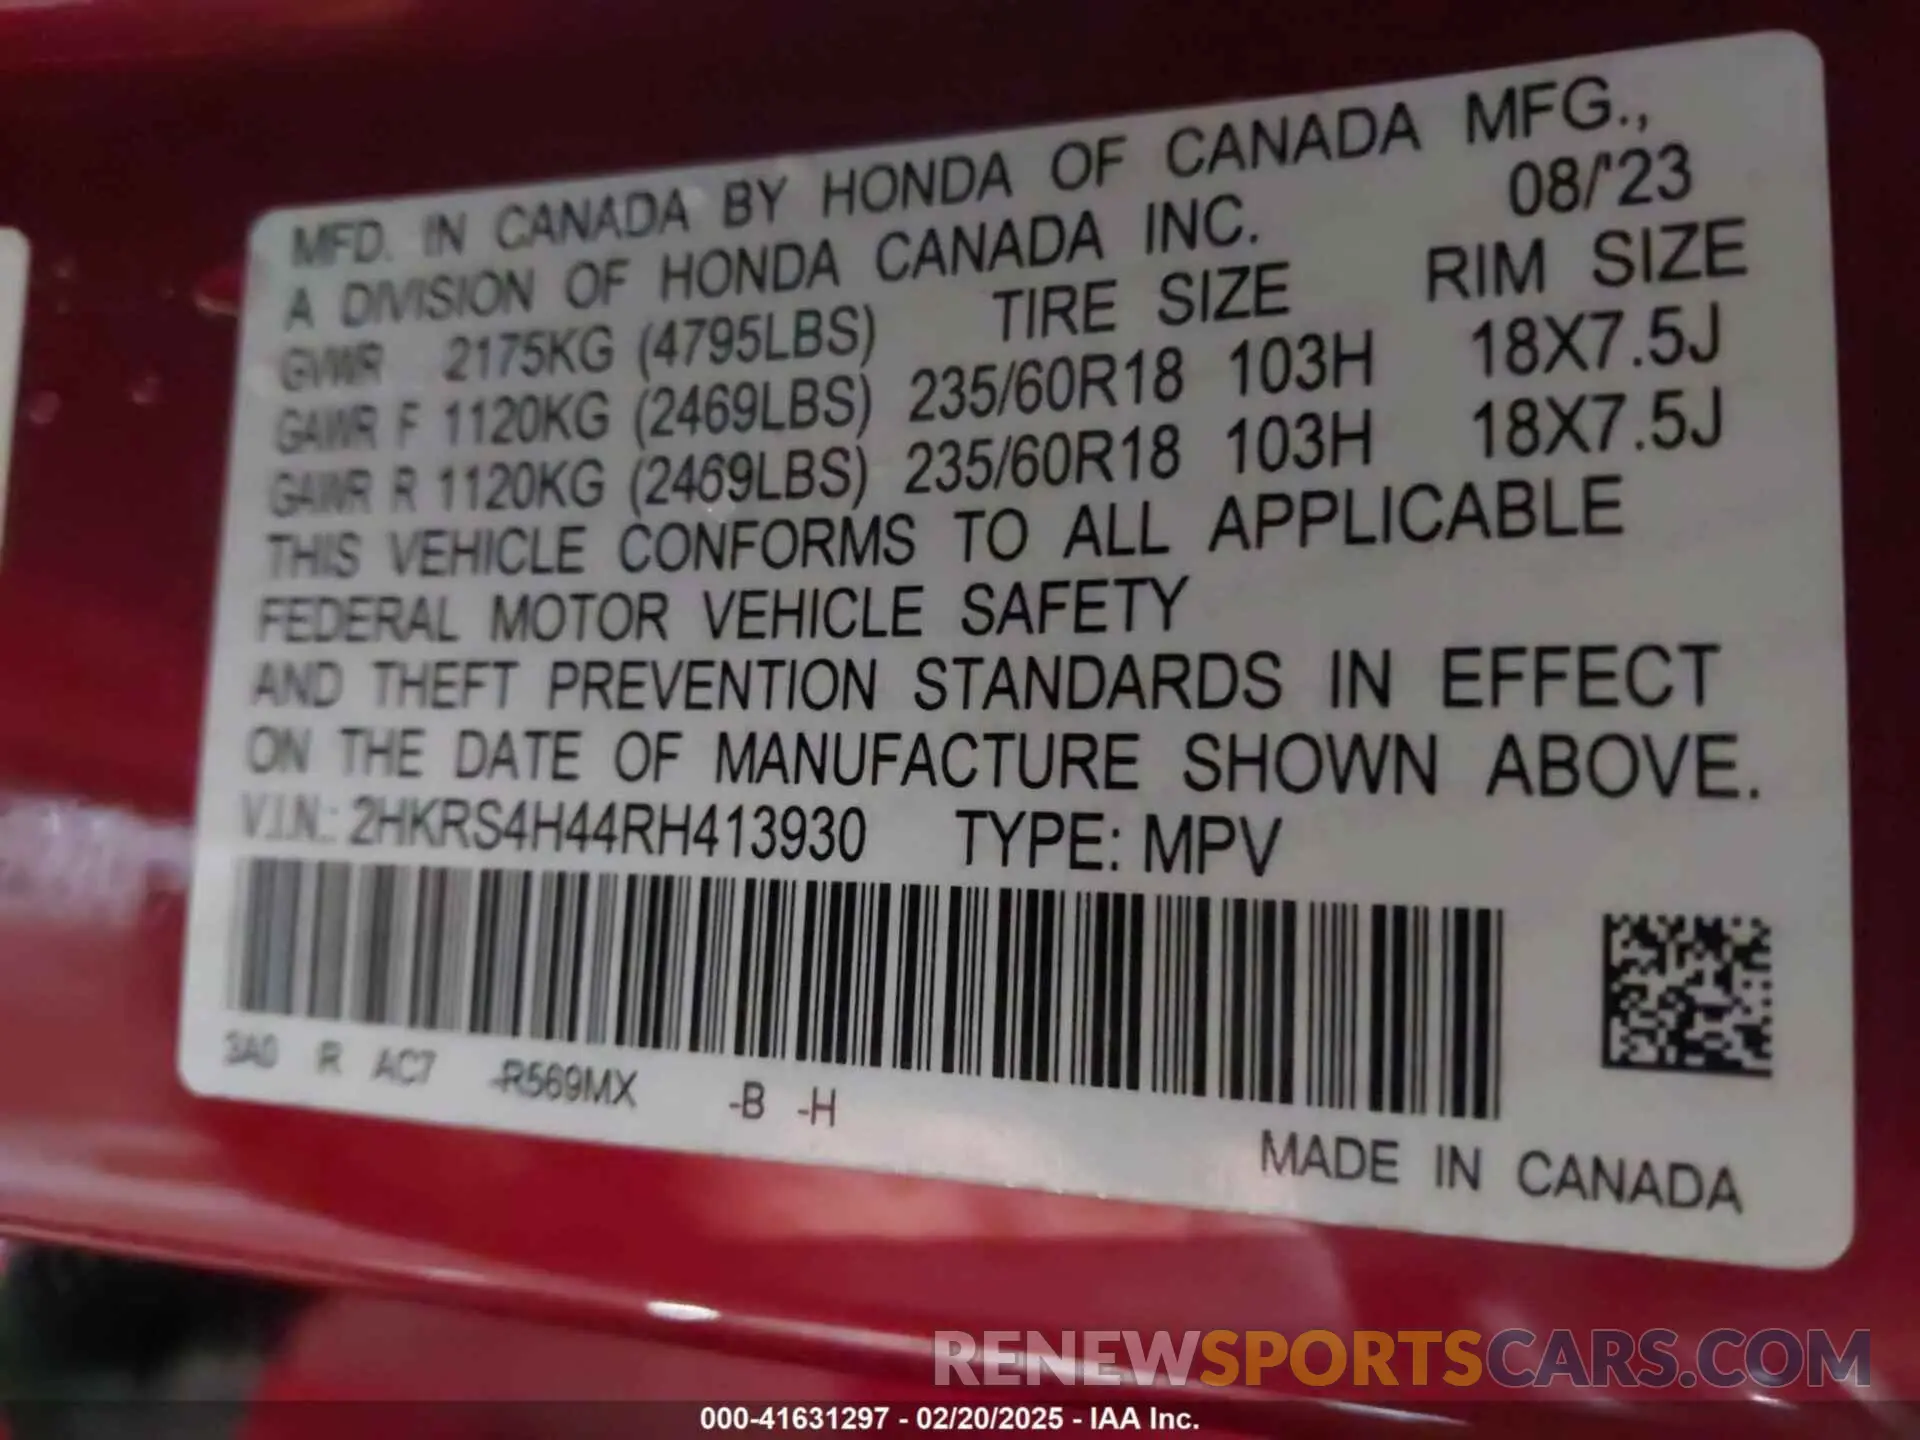 MFD. IN CANADA BY HONDA OF CANADA MFG.,
A DIVISION OF HONDA CANADA INC. 08/'23
GVWR 2175KG (4795LBS) TIRE SIZE RIM SIZE
GAWR F 1120KG (2469LBS) 235/60R18 103H 18X7.5J
GAWR R 1120KG (2469LBS) 235/60R18 103H 18X7.5J
THIS VEHICLE CONFORMS TO ALL APPLICABLE
FEDERAL MOTOR VEHICLE SAFETY
AND THEFT PREVENTION STANDARDS IN EFFECT
ON THE DATE OF MANUFACTURE SHOWN ABOVE.
V.I.N.: 2HKRS4H44RH413930 TYPE: MPV
3A0 R AC7 -R569MX -B -H
MADE IN CANADA
RENEWSPORTSCARS.COM
000-41631297 - 02/20/2025 - IAA Inc.